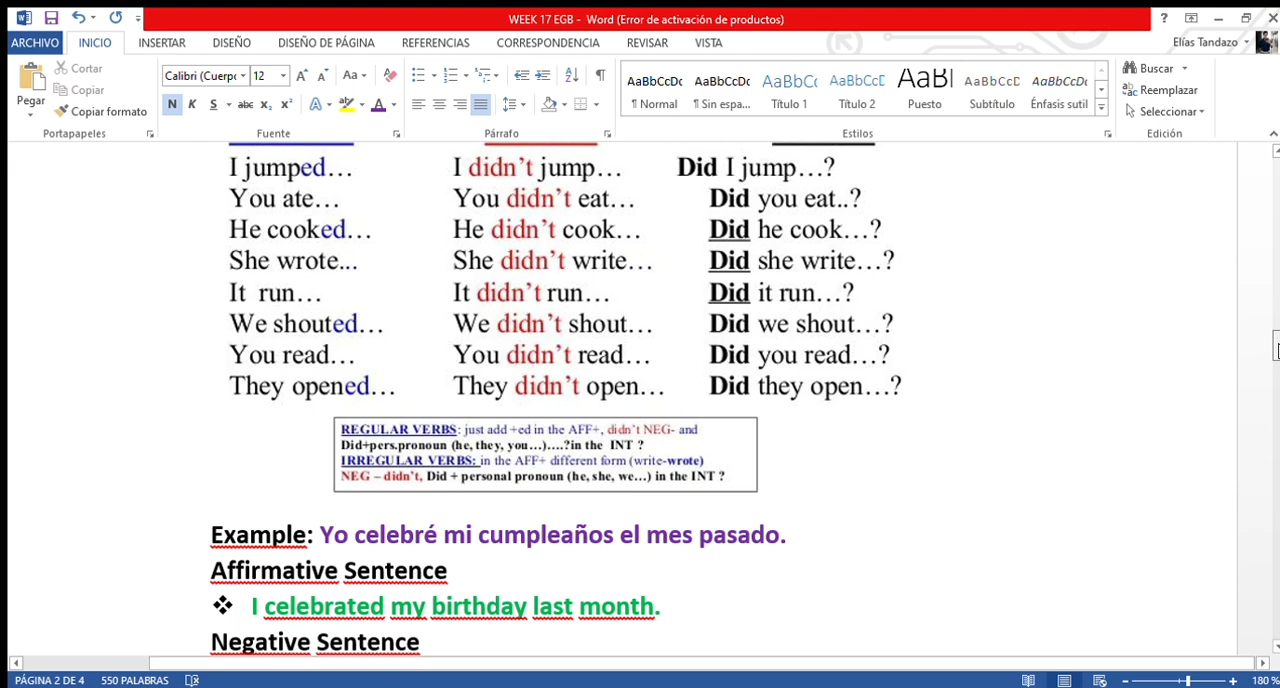 WEEK 17 EGB - Word (Error de activación de productos)
ARCHIVO INICIO INSERTAR DISEÑO DISEÑO DE PÁGINA REFERENCIAS CORRESPONDENCIA REVISAR VISTA Elías Tandazo
Pegar
Cortar
Copiar
Copiar formato
Portapapeles
Calibri (Cuerpo 12
N K S abc x₂ x²
Fuente
Párrafo
AaBbCcDc AaBbCcDc AaBbCc AaBbCcD AaBl AaBbCcD AaBbCcDc
¶ Normal ¶ Sin espa... Título 1 Título 2 Puesto Subtítulo Énfasis sutil
Estilos
Buscar
Reemplazar
Seleccionar
Edición
I jumped… I didn’t jump… Did I jump…?
You ate… You didn’t eat… Did you eat..?
He cooked… He didn’t cook… Did he cook…?
She wrote... She didn’t write… Did she write…?
It run… It didn’t run… Did it run…?
We shouted… We didn’t shout… Did we shout…?
You read… You didn’t read… Did you read…?
They opened… They didn’t open… Did they open…?
REGULAR VERBS: just add +ed in the AFF+, didn’t NEG- and
Did+pers.pronoun (he, they, you…)….?in the INT ?
IRREGULAR VERBS: in the AFF+ different form (write-wrote)
NEG – didn’t, Did + personal pronoun (he, she, we…) in the INT ?
Example: Yo celebré mi cumpleaños el mes pasado.
Affirmative Sentence
❖ I celebrated my birthday last month.
Negative Sentence
PÁGINA 2 DE 4 550 PALABRAS 180 %